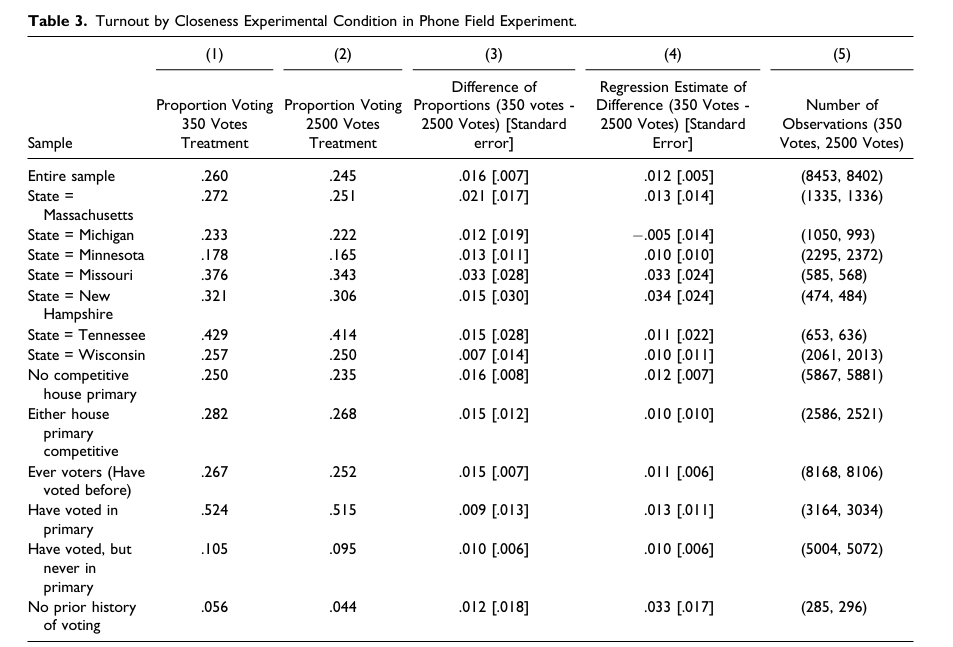 Table 3. Turnout by Closeness Experimental Condition in Phone Field Experiment.
(1) (2) (3) (4) (5)
Difference of Regression Estimate of
Proportion Voting Proportion Voting Proportions (350 votes - Difference (350 Votes - Number of
350 Votes 2500 Votes 2500 Votes) [Standard 2500 Votes) [Standard Observations (350
Sample Treatment Treatment error] Error] Votes, 2500 Votes)
Entire sample .260 .245 .016 [.007] .012 [.005] (8453, 8402)
State = .272 .251 .021 [.017] .013 [.014] (1335, 1336)
Massachusetts
State = Michigan .233 .222 .012 [.019] −.005 [.014] (1050, 993)
State = Minnesota .178 .165 .013 [.011] .010 [.010] (2295, 2372)
State = Missouri .376 .343 .033 [.028] .033 [.024] (585, 568)
State = New .321 .306 .015 [.030] .034 [.024] (474, 484)
Hampshire
State = Tennessee .429 .414 .015 [.028] .011 [.022] (653, 636)
State = Wisconsin .257 .250 .007 [.014] .010 [.011] (2061, 2013)
No competitive .250 .235 .016 [.008] .012 [.007] (5867, 5881)
house primary
Either house .282 .268 .015 [.012] .010 [.010] (2586, 2521)
primary
competitive
Ever voters (Have .267 .252 .015 [.007] .011 [.006] (8168, 8106)
voted before)
Have voted in .524 .515 .009 [.013] .013 [.011] (3164, 3034)
primary
Have voted, but .105 .095 .010 [.006] .010 [.006] (5004, 5072)
never in
primary
No prior history .056 .044 .012 [.018] .033 [.017] (285, 296)
of voting